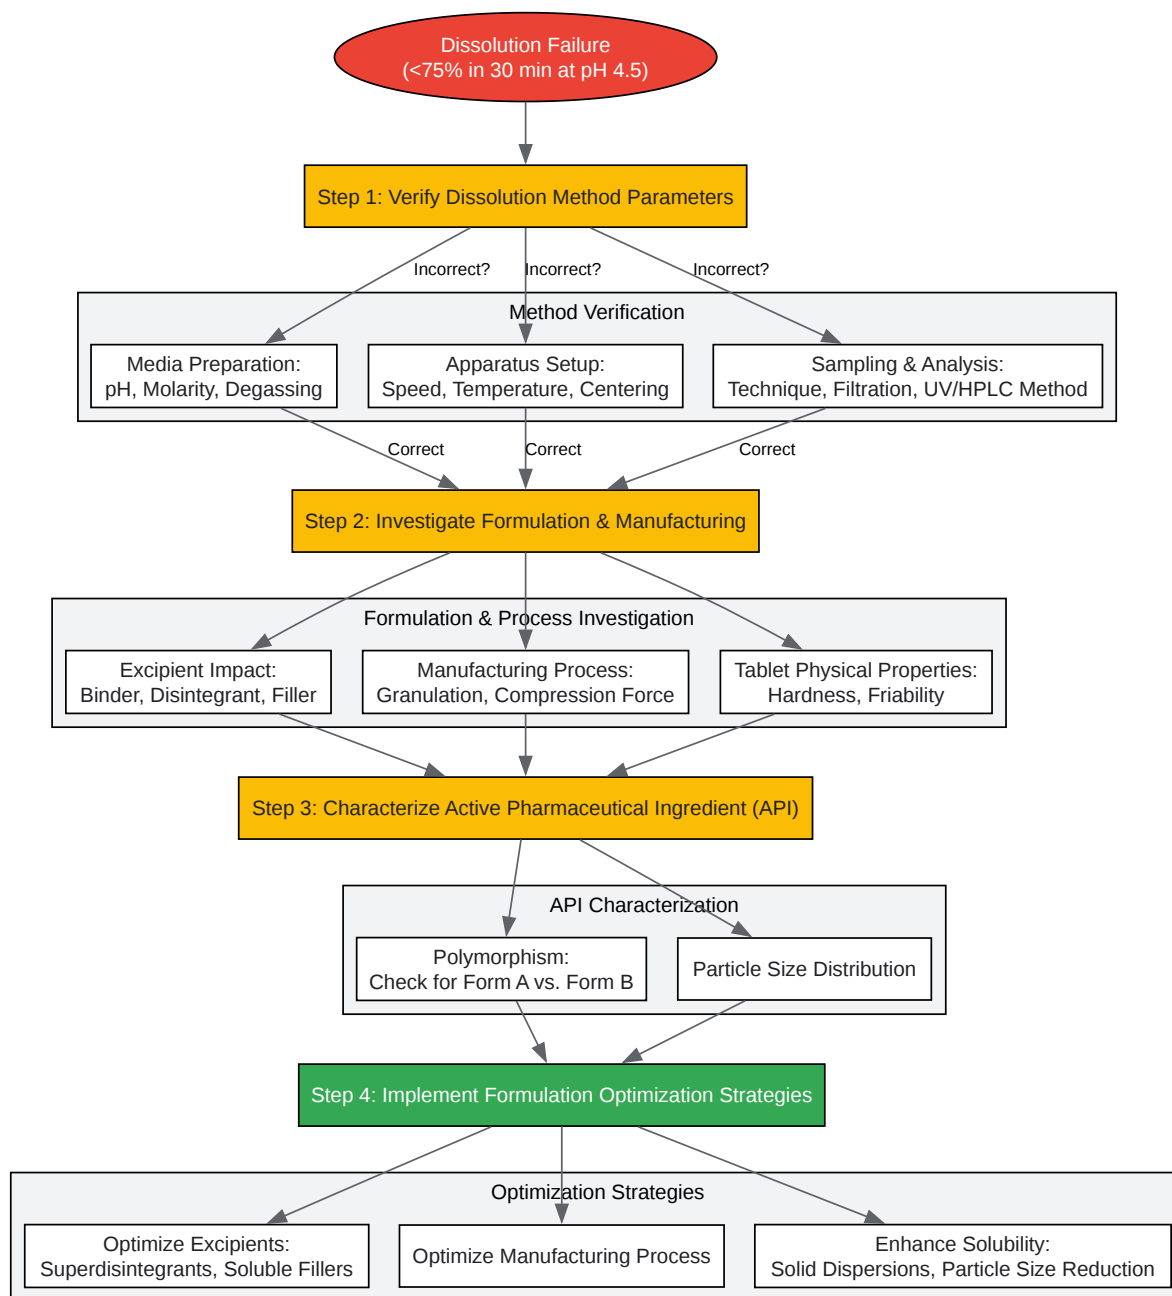 Dissolution Failure
(<75% in 30 min at pH 4.5)
Step 1: Verify Dissolution Method Parameters
Incorrect?
Incorrect?
Incorrect?
Method Verification
Media Preparation:
pH, Molarity, Degassing
Apparatus Setup:
Speed, Temperature, Centering
Sampling & Analysis:
Technique, Filtration, UV/HPLC Method
Correct
Correct
Correct
Step 2: Investigate Formulation & Manufacturing
Formulation & Process Investigation
Excipient Impact:
Binder, Disintegrant, Filler
Manufacturing Process:
Granulation, Compression Force
Tablet Physical Properties:
Hardness, Friability
Step 3: Characterize Active Pharmaceutical Ingredient (API)
API Characterization
Polymorphism:
Check for Form A vs. Form B
Particle Size Distribution
Step 4: Implement Formulation Optimization Strategies
Optimization Strategies
Optimize Excipients:
Superdisintegrants, Soluble Fillers
Optimize Manufacturing Process
Enhance Solubility:
Solid Dispersions, Particle Size Reduction